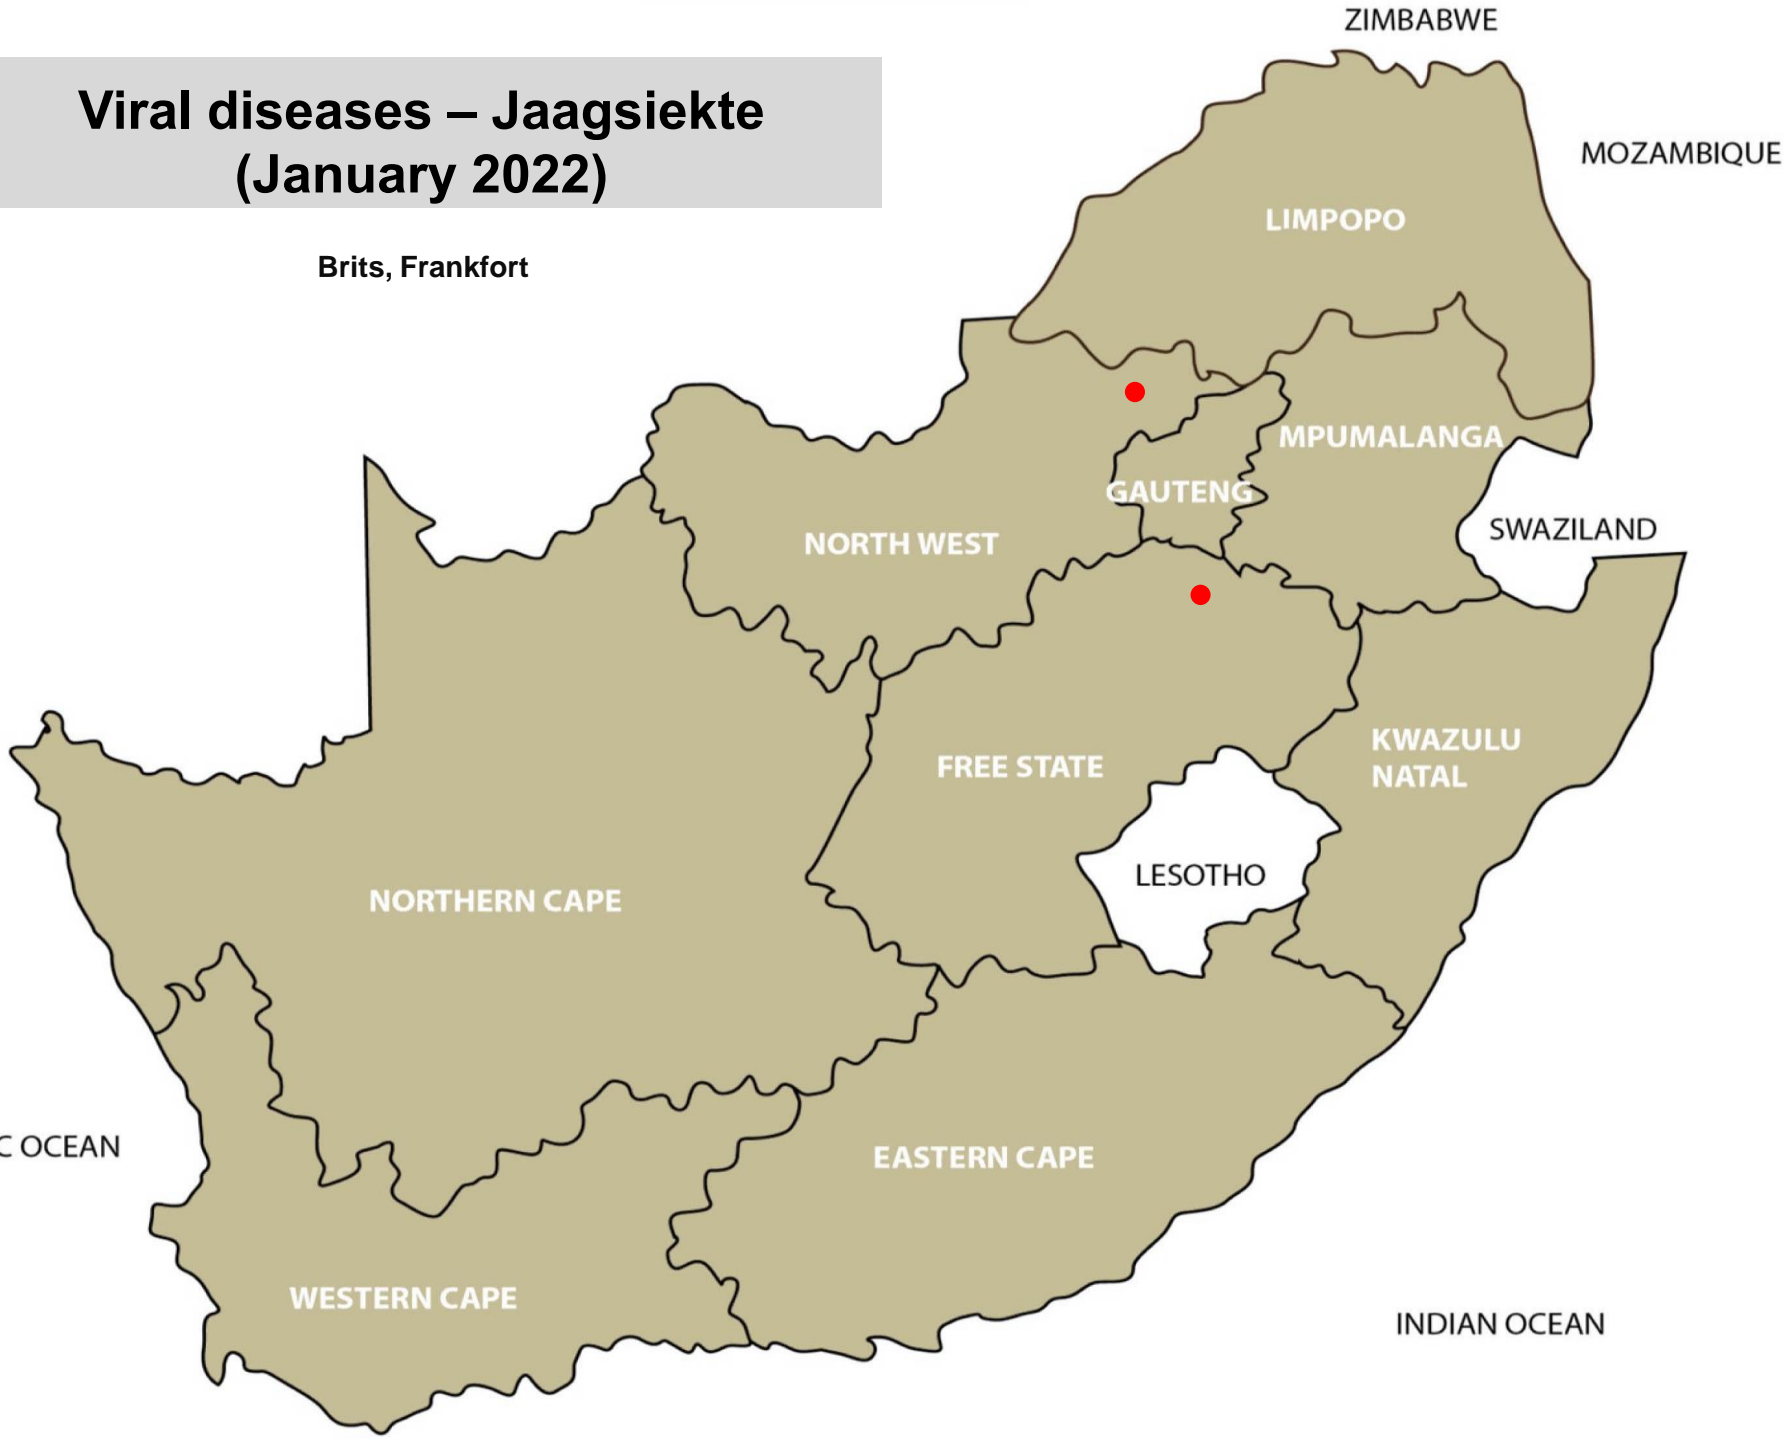 ZIMBABWE
Viral diseases – Jaagsiekte
(January 2022)
MOZAMBIQUE
LIMPOPO
Brits, Frankfort
MPUMALANGA
GAUTENG
NORTH WEST
SWAZILAND
KWAZULU
NATAL
FREE STATE
LESOTHO
NORTHERN CAPE
C OCEAN
EASTERN CAPE
WESTERN CAPE
INDIAN OCEAN